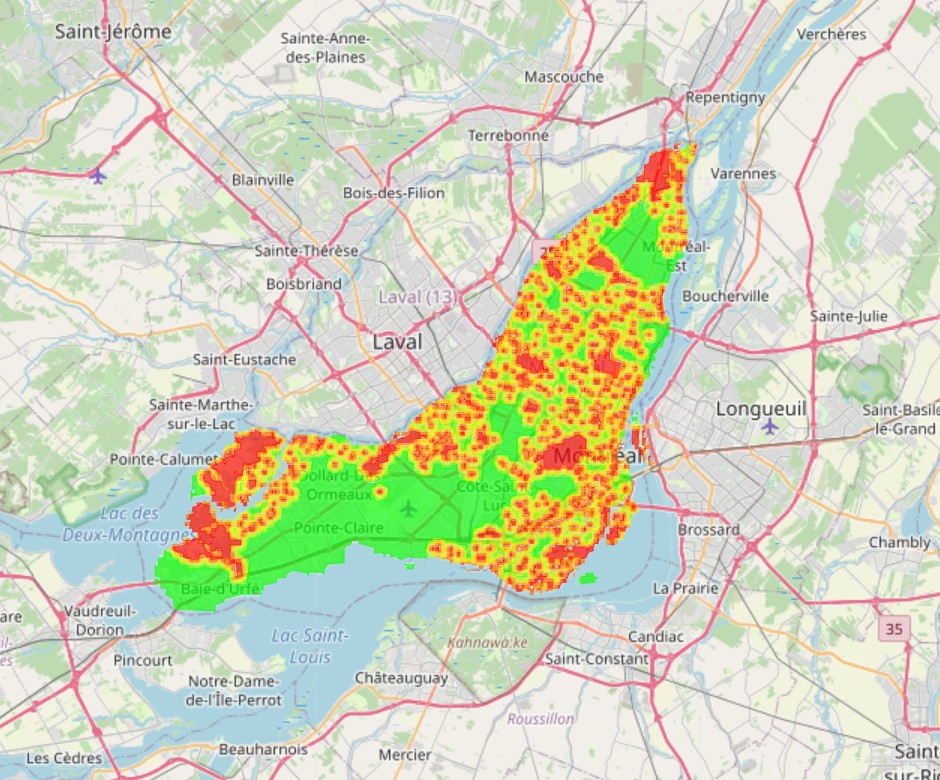 Saint-Jérôme
Sainte-Anne-
des-Plaines
Verchères
Mascouche
Repentigny
Terrebonne
Varennes
Blainville
Bois-des-Filion
Montréal-
Est
Sainte-Thérèse
Boisbriand
Laval (13)
Boucherville
Sainte-Julie
Laval
Saint-Eustache
Sainte-Marthe-
sur-le-Lac
Longueuil
Saint-Basile
le-Grand
Pointe-Calumet
Montréal
Dollard-D
Ormeaux
Côte-Sain
Luc
Lac des
Deux-Montagnes
Pointe-Claire
Brossard
Chambly
Baie-d'Urfé
La Prairie
Vaudreuil-
Dorion
35
Lac Saint-
Louis
Kahnawá:ke
Candiac
Pincourt
Saint-Constant
Notre-Dame-
de-l'Île-Perrot
Châteauguay
Roussillon
Les Cèdres
Beauharnois
Mercier
Saint
sur-Ri